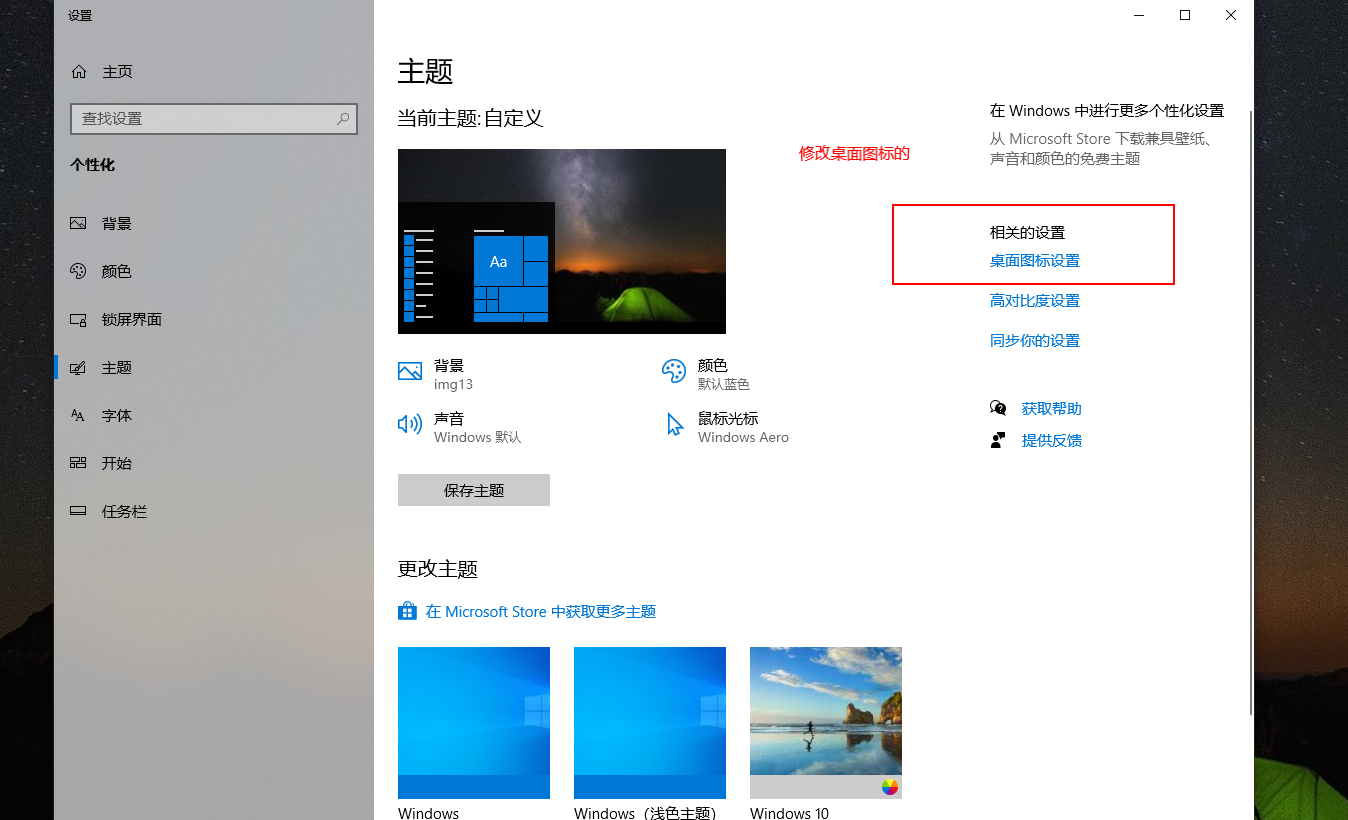 设置
主页
查找设置
个性化
背景
颜色
锁屏界面
主题
字体
开始
任务栏
主题
当前主题: 自定义
Aa
背景
img13
颜色
默认蓝色
声音
Windows 默认
鼠标光标
Windows Aero
保存主题
更改主题
在 Microsoft Store 中获取更多主题
Windows
Windows（浅色主题）
Windows 10
修改桌面图标的
在 Windows 中进行更多个性化设置
从 Microsoft Store 下载兼具壁纸、
声音和颜色的免费主题
相关的设置
桌面图标设置
高对比度设置
同步你的设置
获取帮助
提供反馈